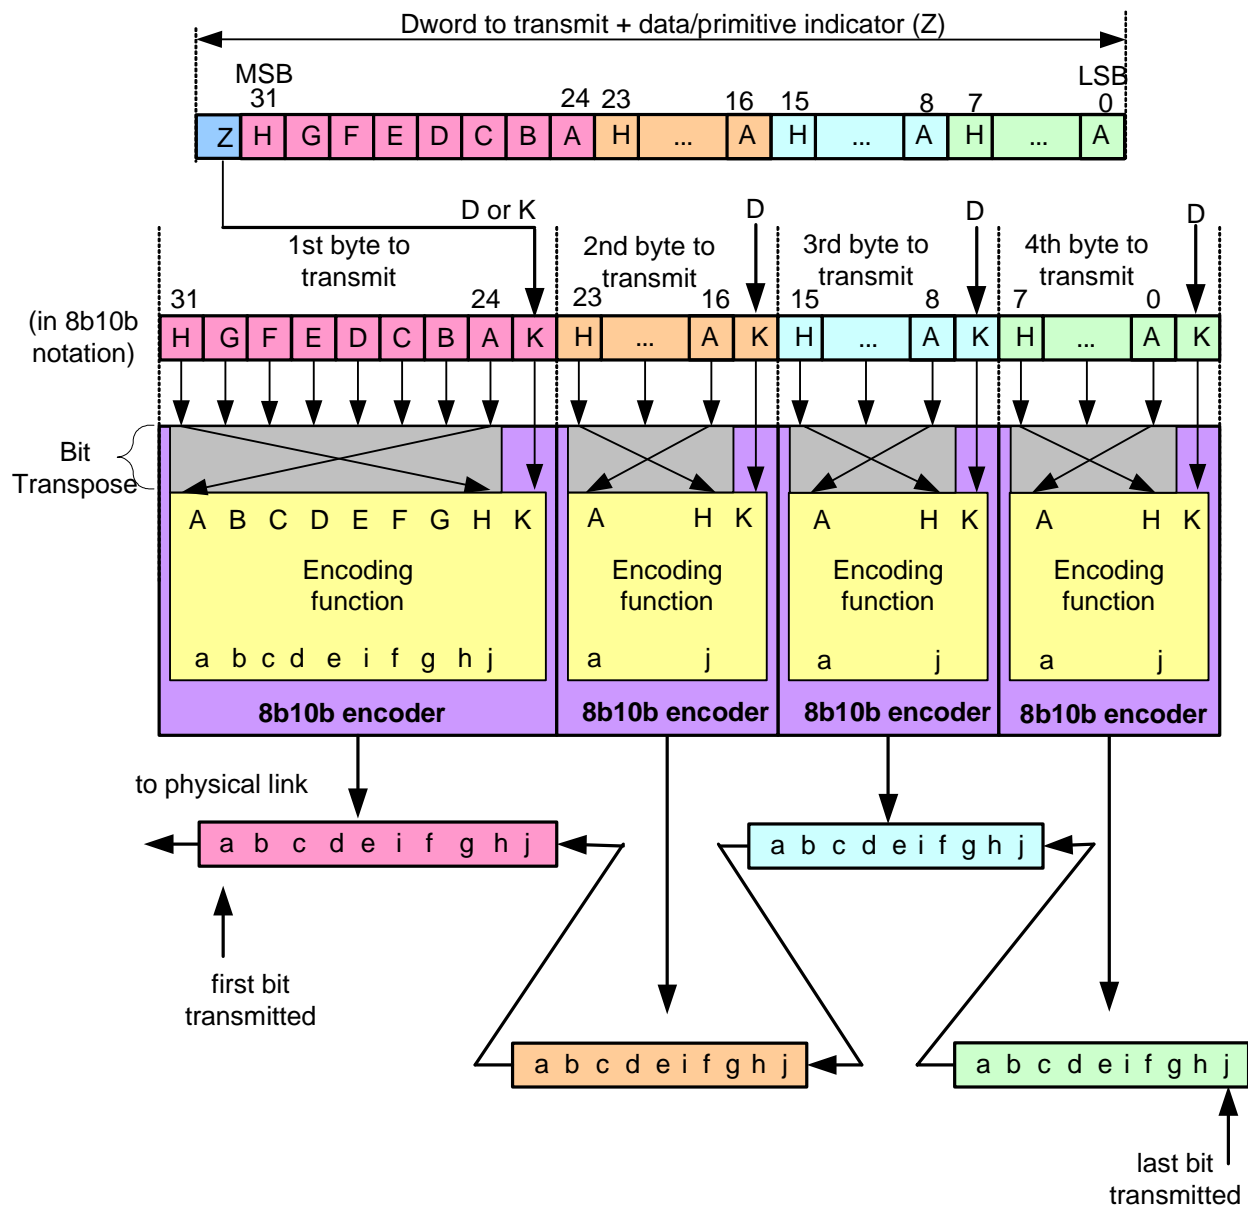 Dword to transmit + data/primitive indicator (Z)
MSB LSB
31 24 23 16 15 8 7 0
Z H G F E D C B A H ... A H ... A H ... A
D or K D D D
1st byte to transmit
2nd byte to transmit
3rd byte to transmit
4th byte to transmit
31 24 23 16 15 8 7 0
(in 8b10b notation)
H G F E D C B A K H ... A K H ... A K H ... A K
Bit Transpose
A B C D E F G H K A H K A H K A H K
Encoding function
Encoding function
Encoding function
Encoding function
a b c d e i f g h j a j a j a j
8b10b encoder 8b10b encoder 8b10b encoder 8b10b encoder
to physical link
a b c d e i f g h j
a b c d e i f g h j
first bit transmitted
a b c d e i f g h j
a b c d e i f g h j
last bit transmitted